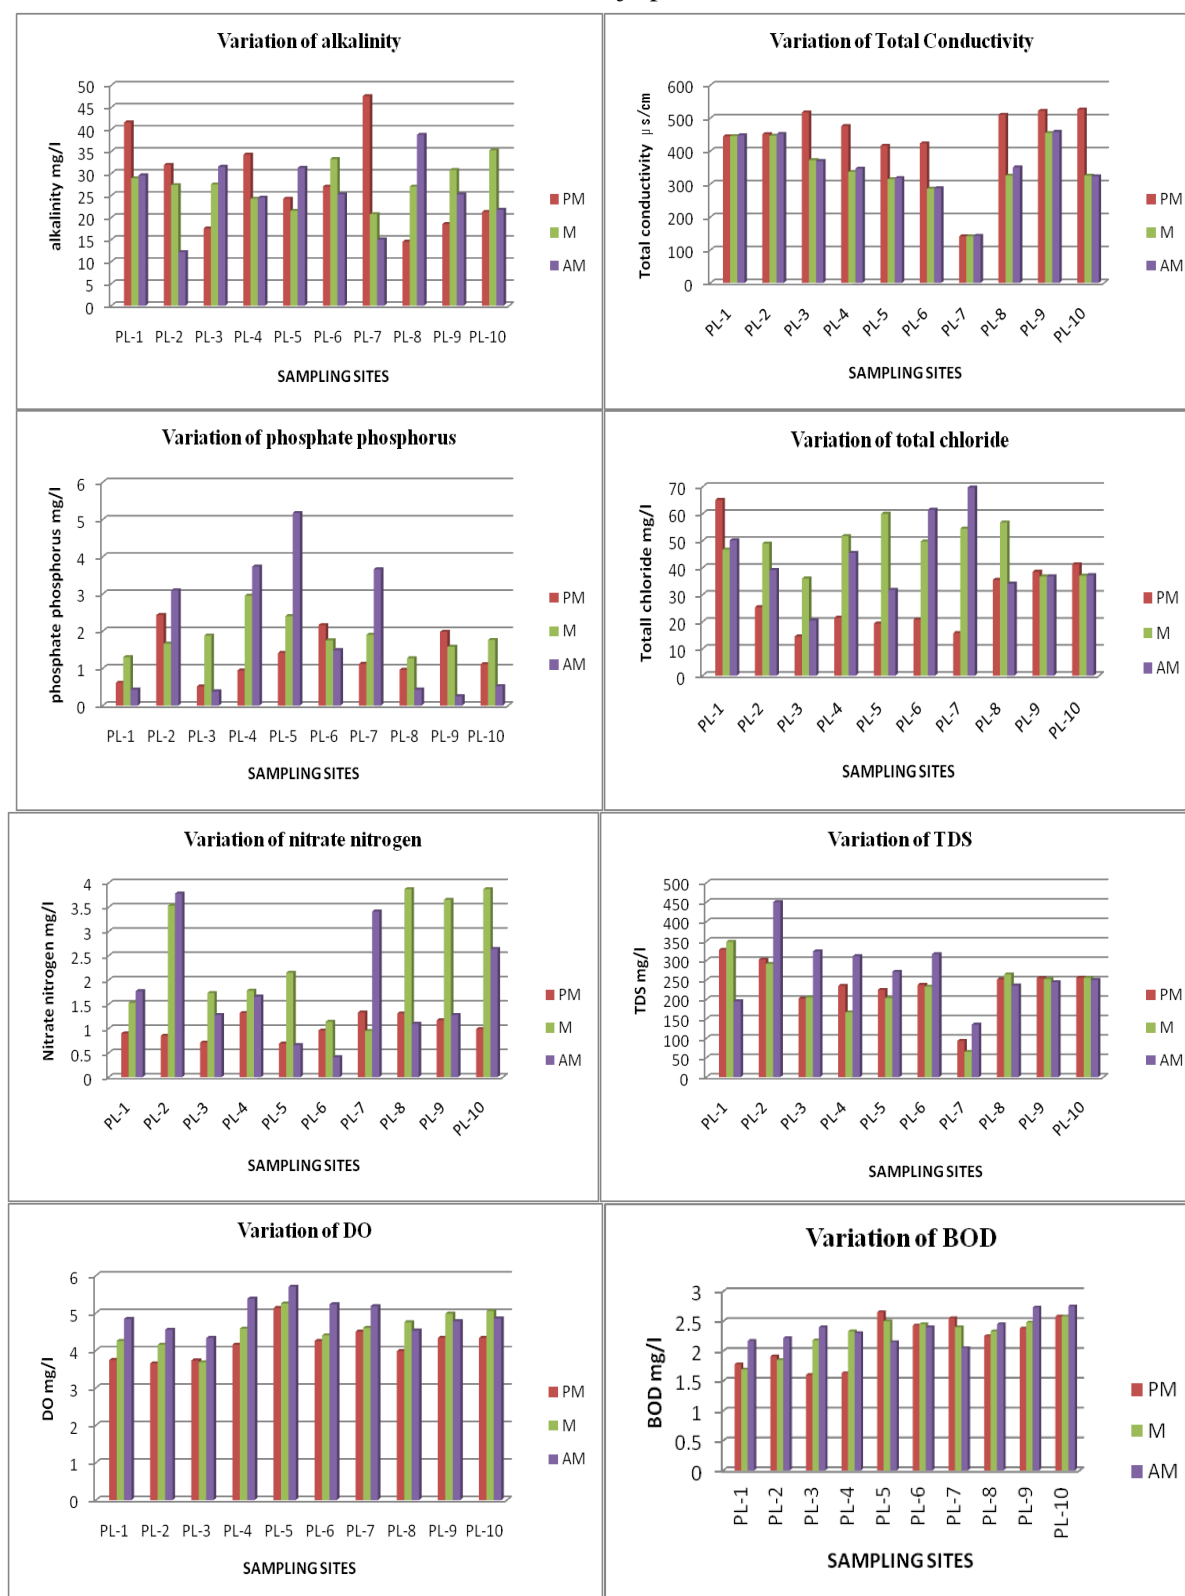 Variation of alkalinity
alkalinity mg/l
50
45
40
35
30
25
20
15
10
5
0
PL-1 PL-2 PL-3 PL-4 PL-5 PL-6 PL-7 PL-8 PL-9 PL-10
SAMPLING SITES
PM
M
AM
Variation of Total Conductivity
Total conductivity μs/cm
600
500
400
300
200
100
0
PL-1 PL-2 PL-3 PL-4 PL-5 PL-6 PL-7 PL-8 PL-9 PL-10
SAMPLING SITES
PM
M
AM
Variation of phosphate phosphorus
phosphate phosphorus mg/l
6
5
4
3
2
1
0
PL-1 PL-2 PL-3 PL-4 PL-5 PL-6 PL-7 PL-8 PL-9 PL-10
SAMPLING SITES
PM
M
AM
Variation of total chloride
Totall chloride mg/l
70
60
50
40
30
20
10
0
PL-1 PL-2 PL-3 PL-4 PL-5 PL-6 PL-7 PL-8 PL-9 PL-10
SAMPLING SITES
PM
M
AM
Variation of nitrate nitrogen
Nitrate nitrogen mg/l
4
3.5
3
2.5
2
1.5
1
0.5
0
PL-1 PL-2 PL-3 PL-4 PL-5 PL-6 PL-7 PL-8 PL-9 PL-10
SAMPLING SITES
PM
M
AM
Variation of TDS
TDS mg/l
500
450
400
350
300
250
200
150
100
50
0
PL-1 PL-2 PL-3 PL-4 PL-5 PL-6 PL-7 PL-8 PL-9 PL-10
SAMPLING SITES
PM
M
AM
Variation of DO
DO mg/l
6
5
4
3
2
1
0
PL-1 PL-2 PL-3 PL-4 PL-5 PL-6 PL-7 PL-8 PL-9 PL-10
SAMPLING SITES
PM
M
AM
Variation of BOD
BOD mg/l
3
2.5
2
1.5
1
0.5
0
PL-1 PL-2 PL-3 PL-4 PL-5 PL-6 PL-7 PL-8 PL-9 PL-10
SAMPLING SITES
PM
M
AM